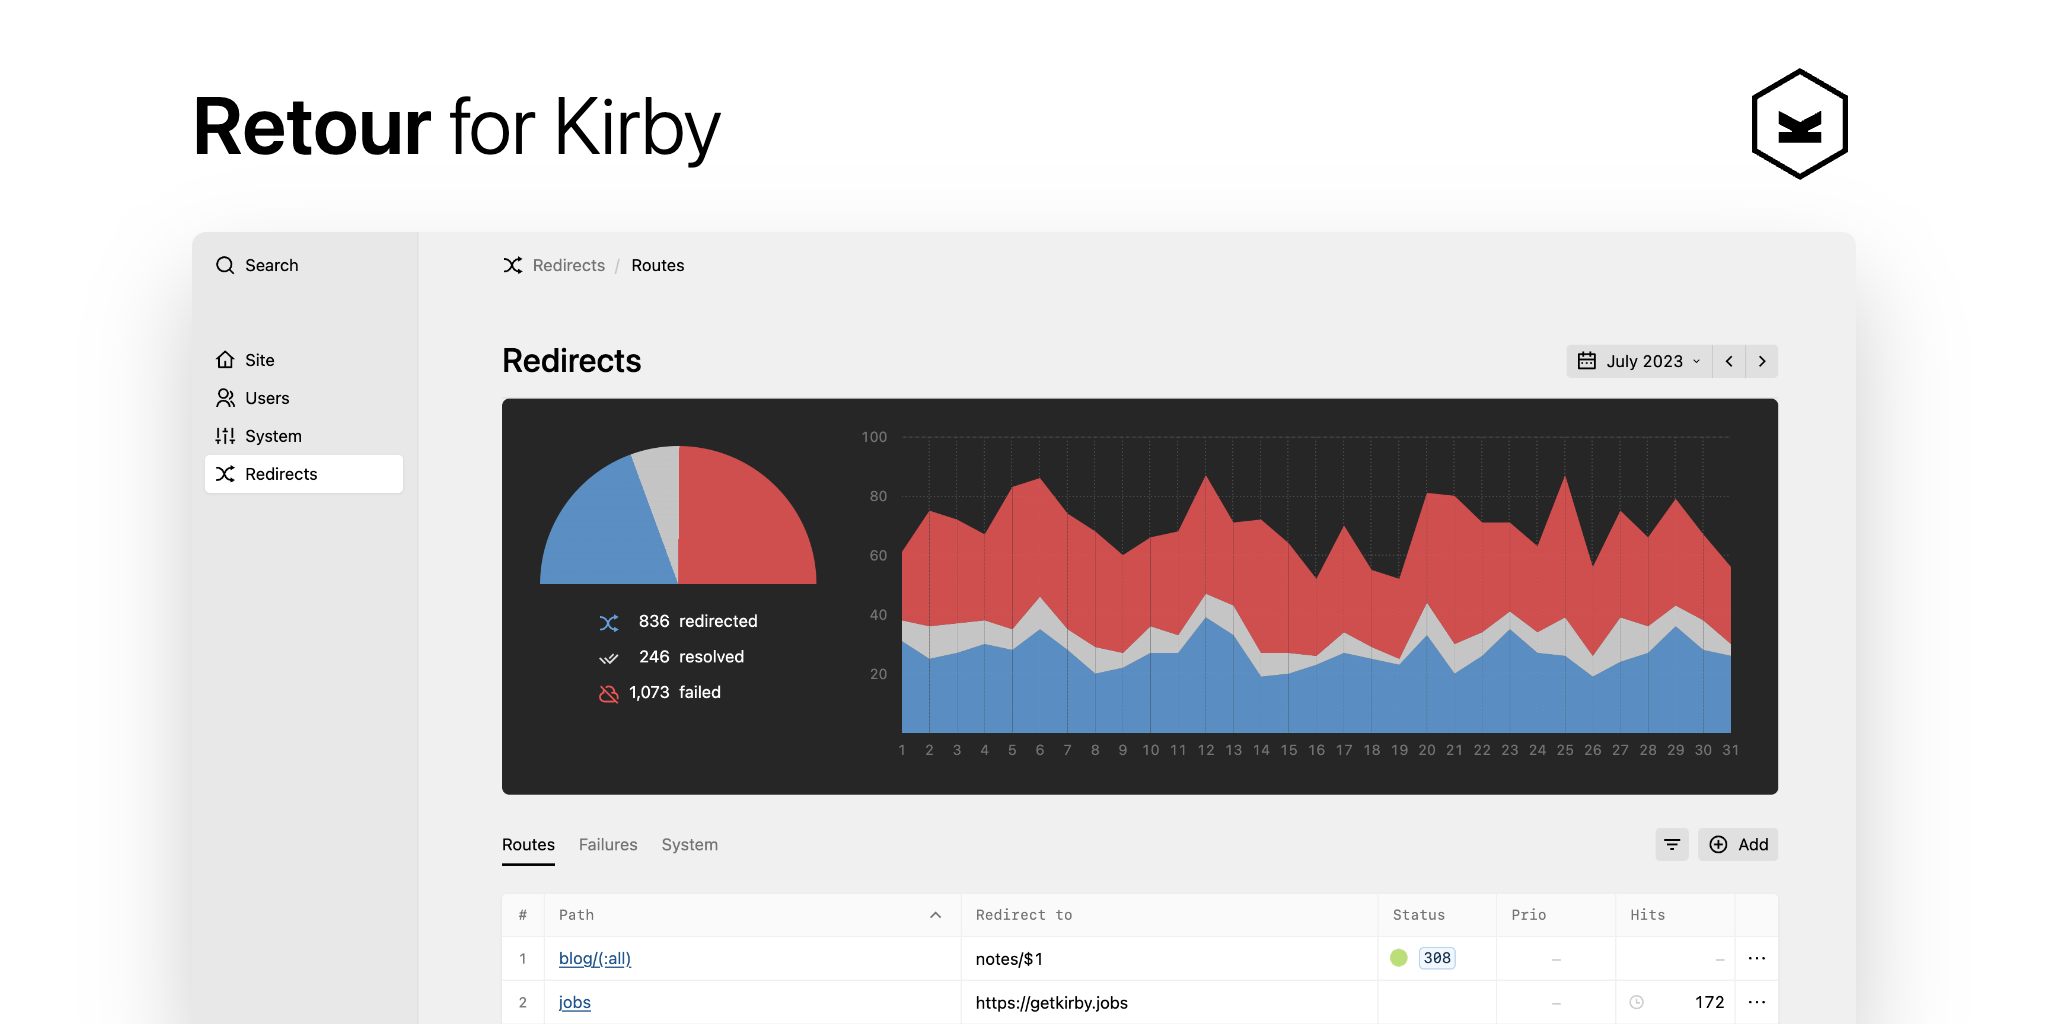 Retour for Kirby
Search
Redirects / Routes
Site
Users
System
Redirects
Redirects
July 2023
836 redirected
246 resolved
1,073 failed
100
80
60
40
20
1 2 3 4 5 6 7 8 9 10 11 12 13 14 15 16 17 18 19 20 21 22 23 24 25 26 27 28 29 30 31
Routes Failures System
Add
# Path Redirect to Status Prio Hits
1 blog/(:all) notes/$1 308 – – ...
2 jobs https://getkirby.jobs – 172 ...